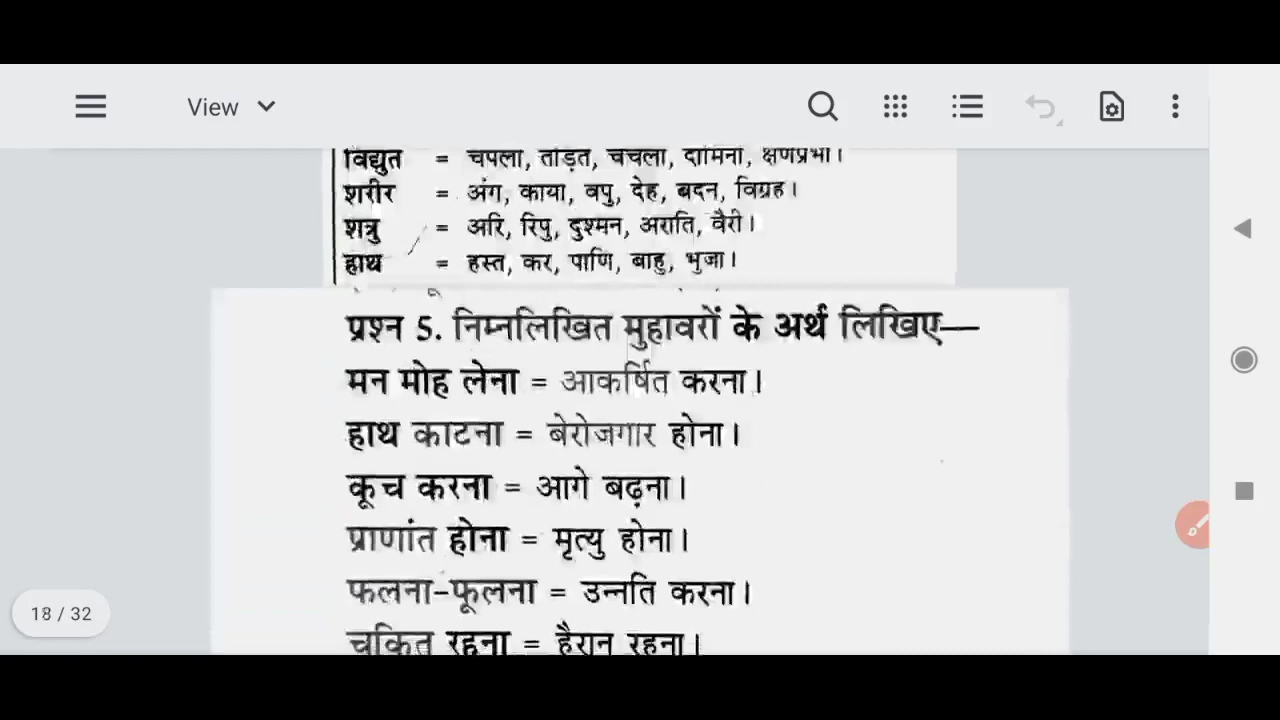 View
विद्युत = चपला, तड़ित, चंचला, दामिनी, क्षणप्रभा।
शरीर = अंग, काया, वपु, देह, बदन, विग्रह।
शत्रु = अरि, रिपु, दुश्मन, अराति, वैरी।
हाथ = हस्त, कर, पाणि, बाहु, भुजा।
प्रश्न 5. निम्नलिखित मुहावरों के अर्थ लिखिए—
मन मोह लेना = आकर्षित करना।
हाथ काटना = बेरोजगार होना।
कूच करना = आगे बढ़ना।
प्राणांत होना = मृत्यु होना।
फलना-फूलना = उन्नति करना।
चकित रहना = हैरान रहना।
18 / 32